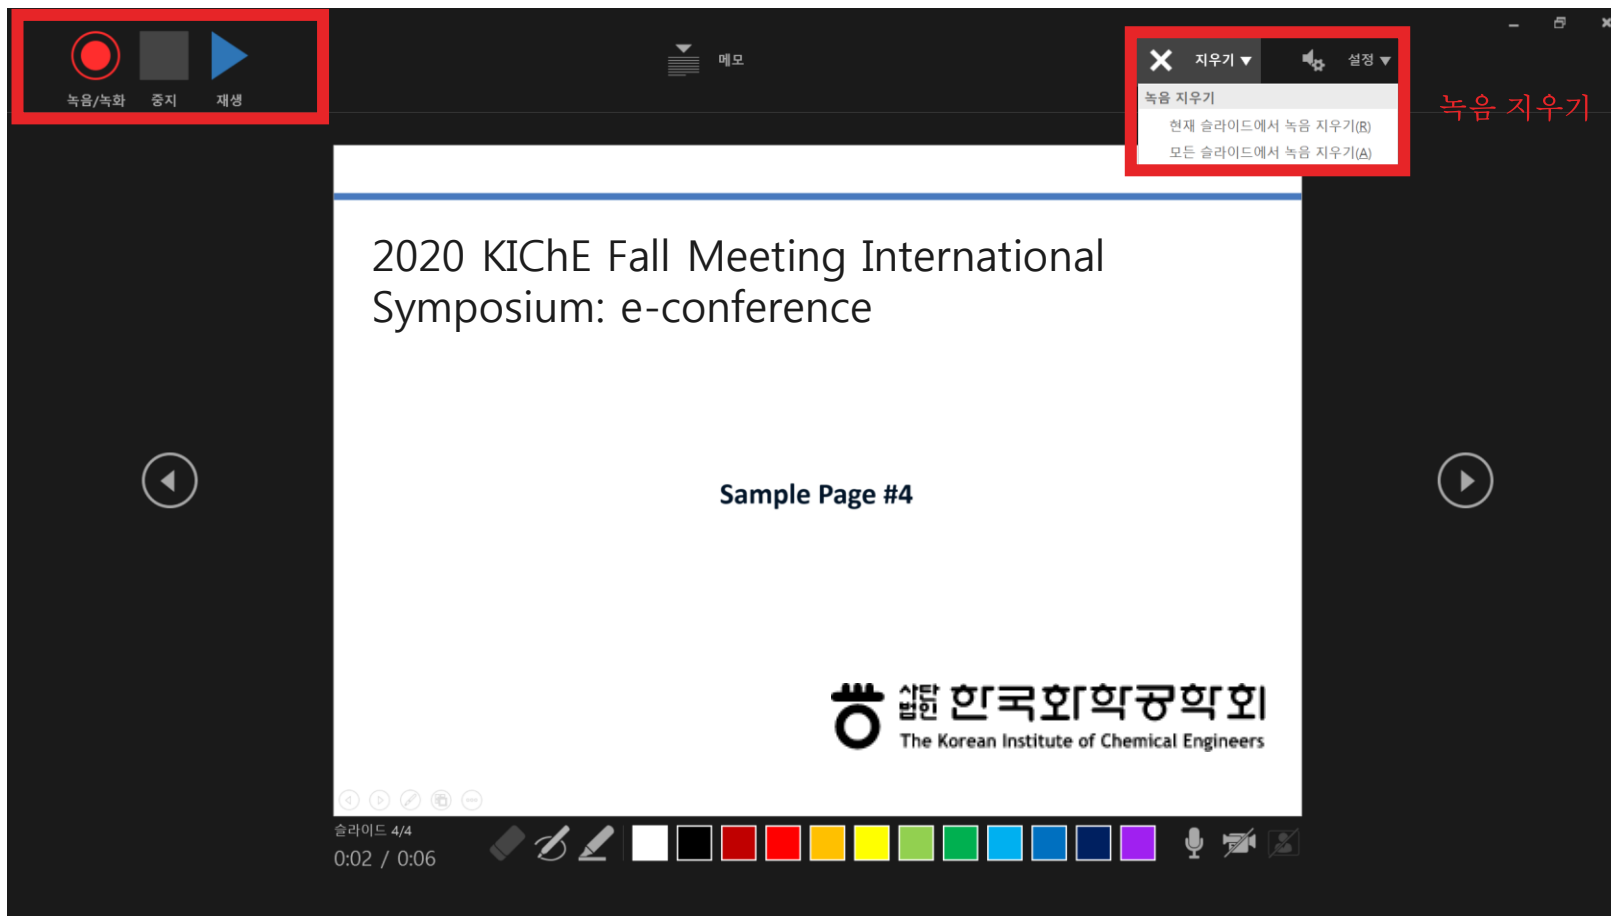 녹음/녹화 중지 재생
메모
지우기 설정
녹음 지우기
현재 슬라이드에서 녹음 지우기(R)
모든 슬라이드에서 녹음 지우기(A)
녹음 지우기
2020 KIChE Fall Meeting International
Symposium: e-conference
Sample Page #4
사단법인 한국화학공학회
The Korean Institute of Chemical Engineers
슬라이드 4/4
0:02 / 0:06